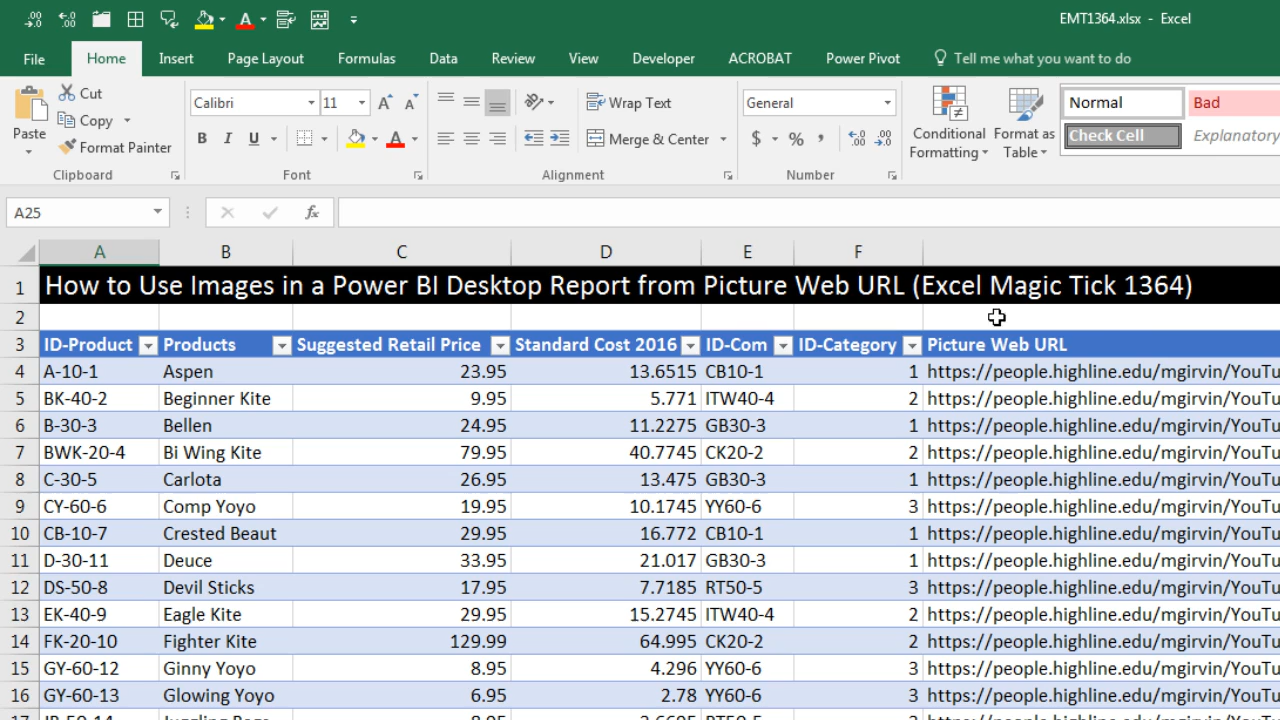 EMT1364.xlsx - Excel
File Home Insert Page Layout Formulas Data Review View Developer ACROBAT Power Pivot Tell me what you want to do
Paste
Cut
Copy
Format Painter
Clipboard
Calibri 11
B I U
Font
Wrap Text
Merge & Center
Alignment
General
$ % ,
Number
Conditional Formatting
Format as Table
Normal Bad
Check Cell Explanatory
A25 fx
A B C D E F
1 How to Use Images in a Power BI Desktop Report from Picture Web URL (Excel Magic Tick 1364)
2
3 ID-Product Products Suggested Retail Price Standard Cost 2016 ID-Com ID-Category Picture Web URL
4 A-10-1 Aspen 23.95 13.6515 CB10-1 1 https://people.highline.edu/mgirvin/YouTu
5 BK-40-2 Beginner Kite 9.95 5.771 ITW40-4 2 https://people.highline.edu/mgirvin/YouTu
6 B-30-3 Bellen 24.95 11.2275 GB30-3 1 https://people.highline.edu/mgirvin/YouTu
7 BWK-20-4 Bi Wing Kite 79.95 40.7745 CK20-2 2 https://people.highline.edu/mgirvin/YouTu
8 C-30-5 Carlota 26.95 13.475 GB30-3 1 https://people.highline.edu/mgirvin/YouTu
9 CY-60-6 Comp Yoyo 19.95 10.1745 YY60-6 3 https://people.highline.edu/mgirvin/YouTu
10 CB-10-7 Crested Beaut 29.95 16.772 CB10-1 1 https://people.highline.edu/mgirvin/YouTu
11 D-30-11 Deuce 33.95 21.017 GB30-3 1 https://people.highline.edu/mgirvin/YouTu
12 DS-50-8 Devil Sticks 17.95 7.7185 RT50-5 3 https://people.highline.edu/mgirvin/YouTu
13 EK-40-9 Eagle Kite 29.95 15.2745 ITW40-4 2 https://people.highline.edu/mgirvin/YouTu
14 FK-20-10 Fighter Kite 129.99 64.995 CK20-2 2 https://people.highline.edu/mgirvin/YouTu
15 GY-60-12 Ginny Yoyo 8.95 4.296 YY60-6 3 https://people.highline.edu/mgirvin/YouTu
16 GY-60-13 Glowing Yoyo 6.95 2.78 YY60-6 3 https://people.highline.edu/mgirvin/YouTu